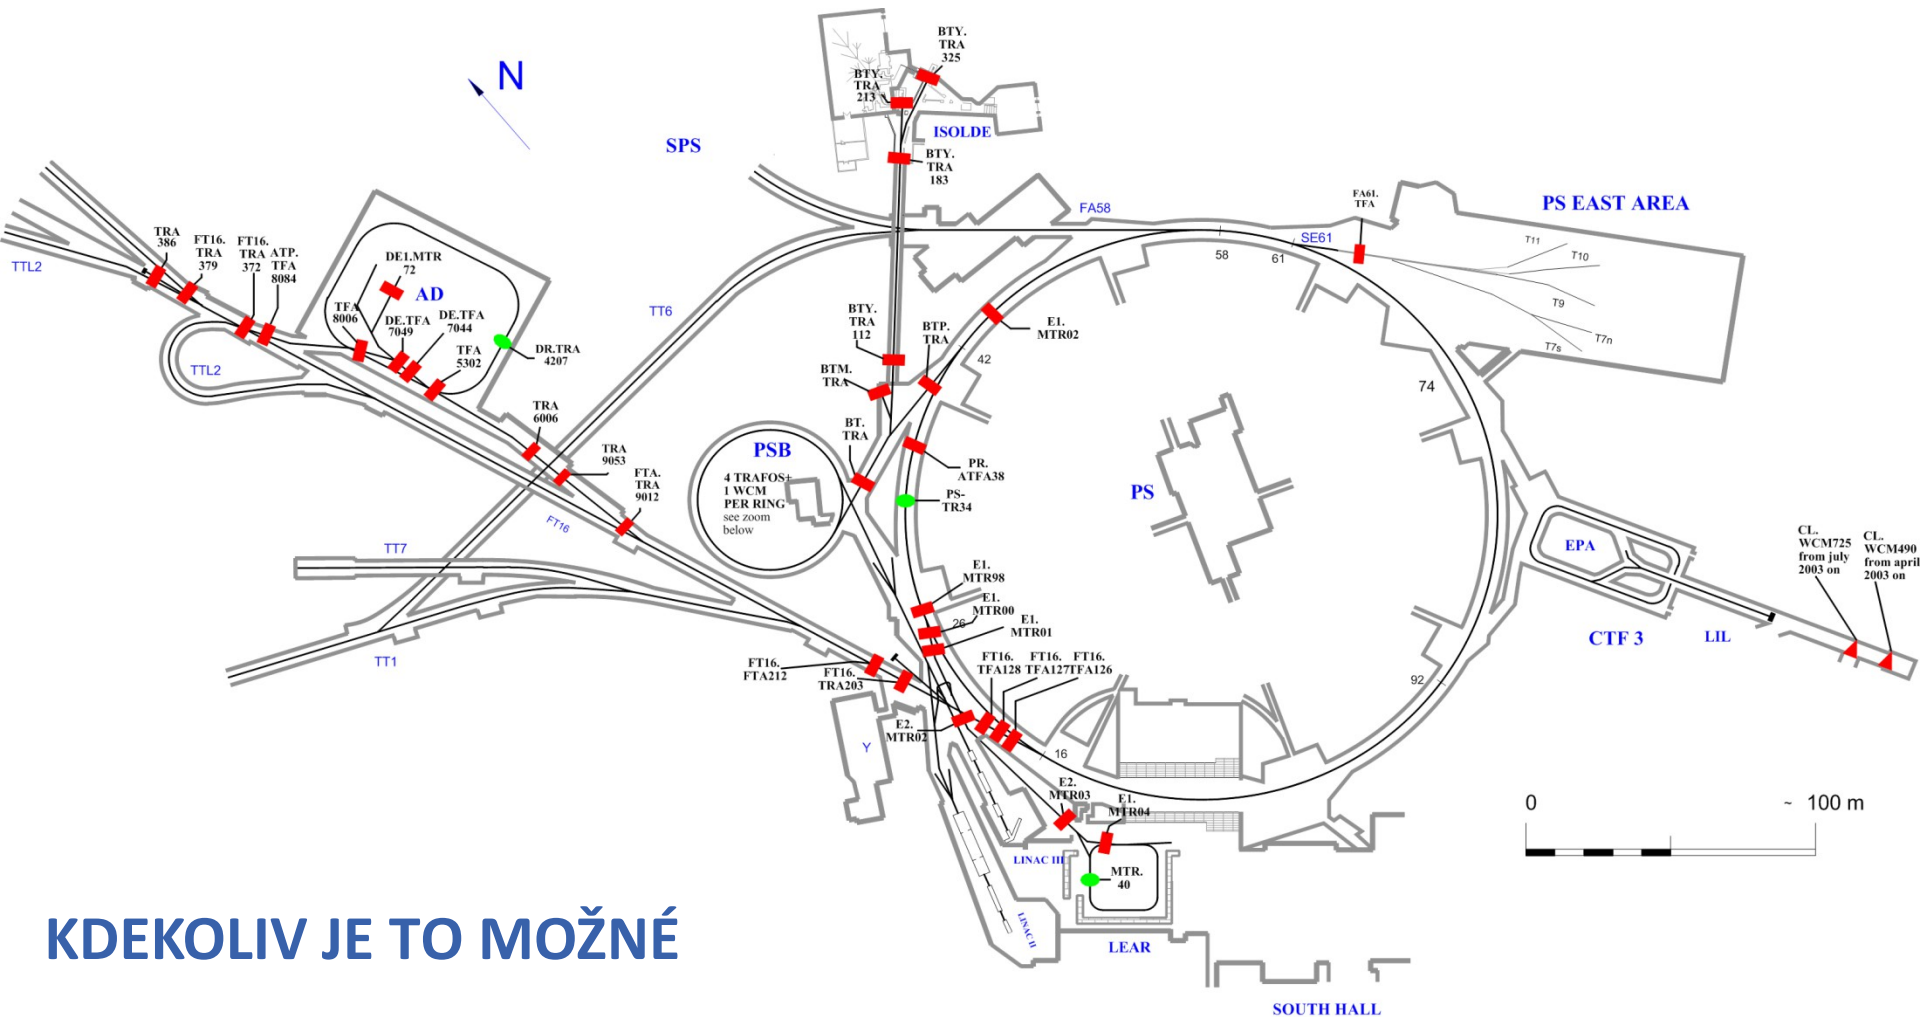 BTY.
TRA
325
BTY.
TRA
213
ISOLDE
BTY.
TRA
183
N
SPS
FA58
FA61.
TFA
PS EAST AREA
SE61
58
61
T11
T10
T9
T7n
T7s
TTL2
TRA
386
FT16.
TRA
379
FT16.
TRA
372
ATP.
TFA
8084
DE1.MTR
72
AD
TFA
8006
DE.TFA
7049
DE.TFA
7044
TFA
5302
DR.TRA
4207
TTL2
TT6
BTY.
TRA
112
BTP.
TRA
BTM.
TRA
E1.
MTR02
42
74
TRA
6006
TRA
9053
FTA.
TRA
9012
FT16
PSB
4 TRAFOS+
1 WCM
PER RING
see zoom
below
BT.
TRA
PR.
ATFA38
PS-
TR34
PS
TT7
TT1
E1.
MTR98
E1.
MTR00
26
E1.
MTR01
FT16.
FTA212
FT16.
TRA203
FT16.
TFA128
FT16.
TFA127
FT16.
TFA126
E2.
MTR02
Y
16
92
EPA
CTF 3
LIL
CL.
WCM725
from july
2003 on
CL.
WCM490
from april
2003 on
E2.
MTR03
E1.
MTR04
LINAC III
LINAC II
MTR.
40
LEAR
SOUTH HALL
0
~ 100 m
KDEKOLIV JE TO MOŽNÉ